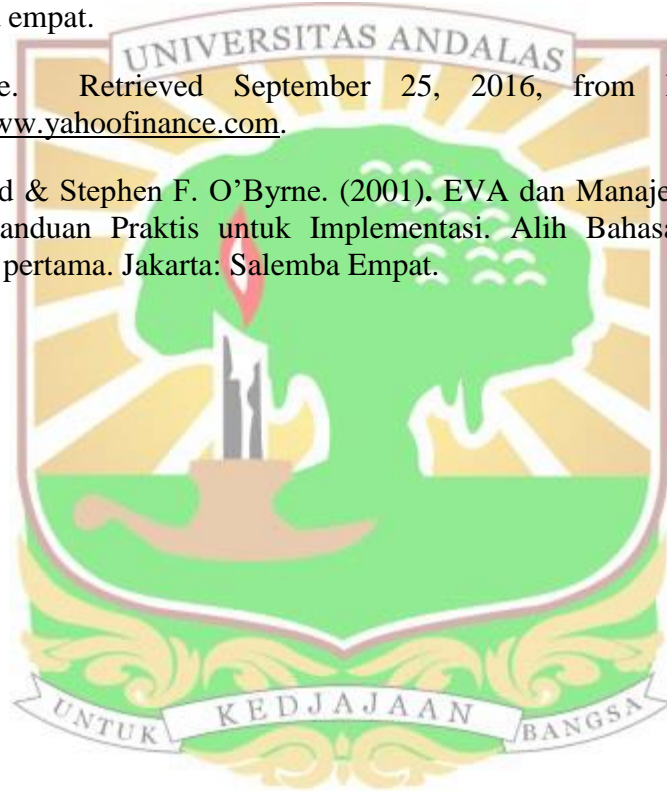 empat.
UNIVERSITAS ANDALAS
e. Retrieved September 25, 2016, from
ww.yahoofinance.com.
d & Stephen F. O’Byrne. (2001). EVA dan Manaje
anduan Praktis untuk Implementasi. Alih Bahasa
pertama. Jakarta: Salemba Empat.
UNTUK KEDJAJAAN BANGSA